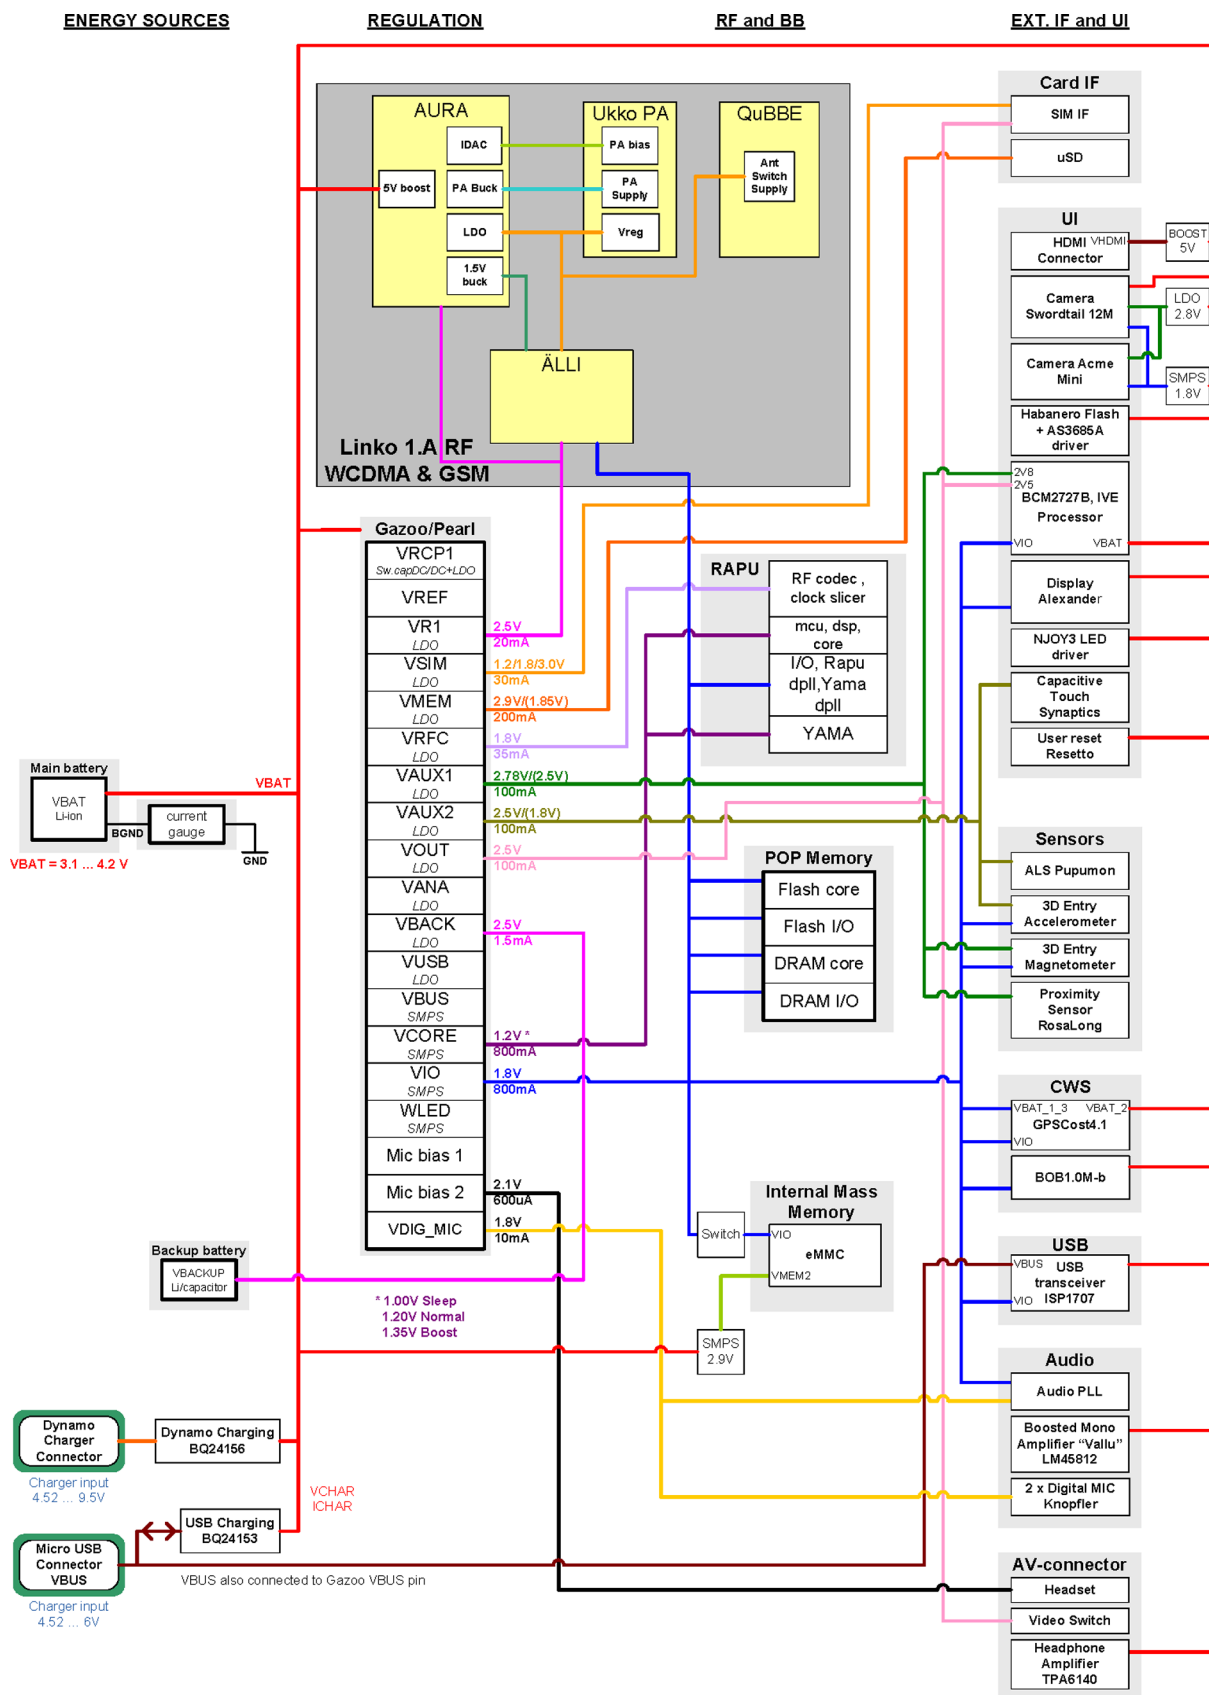 ENERGY SOURCES
REGULATION
RF and BB
EXT. IF and UI
AURA
IDAC
5V boost
PA Buck
LDO
1.5V
buck
Ukko PA
PA bias
PA
Supply
Vreg
QuBBE
Ant
Switch
Supply
ÄLLI
Linko 1.A RF
WCDMA & GSM
Card IF
SIM IF
uSD
UI
HDMI VHDMI
Connector
BOOST
5V
Camera
Swordtail 12M
LDO
2.8V
Camera Acme
Mini
SMPS
1.8V
Habanero Flash
+ AS3685A
driver
2V8
2V5
BCM2727B, IVE
Processor
VIO VBAT
Display
Alexander
NJOY3 LED
driver
Capacitive
Touch
Synaptics
User reset
Resetto
Gazoo/Pearl
VRCP1
Sw.capDC/DC+LDO
VREF
VR1
LDO
2.5V
20mA
VSIM
LDO
1.2/1.8/3.0V
30mA
VMEM
LDO
2.9V/(1.85V)
200mA
VRFC
LDO
1.8V
35mA
VAUX1
LDO
2.78V/(2.5V)
100mA
VAUX2
LDO
2.5V/(1.8V)
100mA
VOUT
LDO
2.5V
100mA
VANA
LDO
VBACK
LDO
2.5V
1.5mA
VUSB
LDO
VBUS
SMPS
VCORE
SMPS
1.2V *
800mA
VIO
SMPS
1.8V
800mA
WLED
SMPS
Mic bias 1
Mic bias 2
2.1V
600uA
VDIG_MIC
1.8V
10mA
* 1.00V Sleep
1.20V Normal
1.35V Boost
RAPU
RF codec ,
clock slicer
mcu, dsp,
core
I/O, Rapu
dpll,Yama
dpll
YAMA
Main battery
VBAT
Li-ion
VBAT
BGND
current
gauge
GND
VBAT = 3.1 ... 4.2 V
POP Memory
Flash core
Flash I/O
DRAM core
DRAM I/O
Sensors
ALS Pupumon
3D Entry
Accelerometer
3D Entry
Magnetometer
Proximity
Sensor
RosaLong
CWS
VBAT_1_3 VBAT_2
GPSCost4.1
VIO
BOB1.0M-b
Internal Mass
Memory
Switch
VIO
eMMC
VMEM2
SMPS
2.9V
Backup battery
VBACKUP
Li/capacitor
USB
VBUS USB
transceiver
VIO ISP1707
Audio
Audio PLL
Boosted Mono
Amplifier “Vallu”
LM45812
2 x Digital MIC
Knopfler
Dynamo
Charger
Connector
Dynamo Charging
BQ24156
Charger input
4.52 ... 9.5V
VCHAR
ICHAR
USB Charging
BQ24153
Micro USB
Connector
VBUS
VBUS also connected to Gazoo VBUS pin
Charger input
4.52 ... 6V
AV-connector
Headset
Video Switch
Headphone
Amplifier
TPA6140